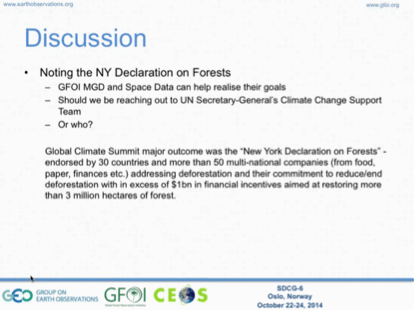 www.earthobservations.org
www.gfoi.org
Discussion
• Noting the NY Declaration on Forests
– GFOI MGD and Space Data can help realise their goals
– Should we be reaching out to UN Secretary-General's Climate Change Support
Team
– Or who?
Global Climate Summit major outcome was the "New York Declaration on Forests" -
endorsed by 30 countries and more than 50 multi-national companies (from food,
paper, finances etc.) addressing deforestation and their commitment to reduce/end
deforestation with in excess of $1bn in financial incentives aimed at restoring more
than 3 million hectares of forest.
GEO GROUP ON
EARTH OBSERVATIONS
GFOI
CEOS
SDCG-6
Oslo, Norway
October 22-24, 2014